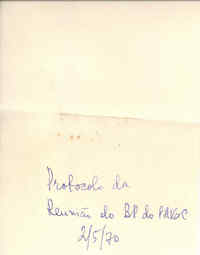 Protocolo da
Reunião do BP do PAIGC
2/5/70